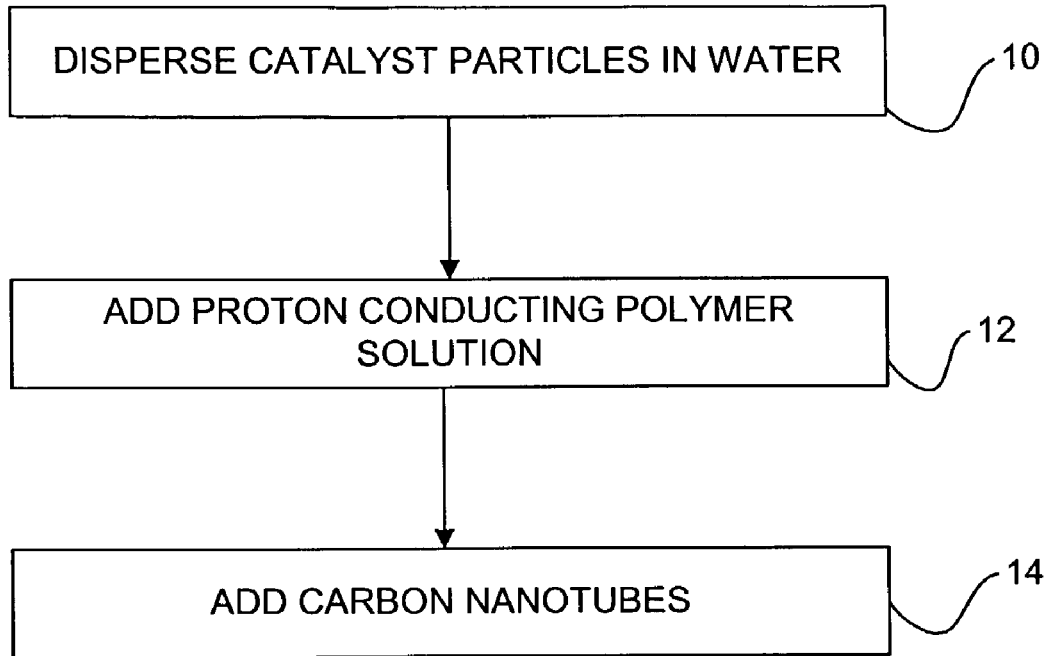 DISPERSE CATALYST PARTICLES IN WATER
10
ADD PROTON CONDUCTING POLYMER
SOLUTION
12
ADD CARBON NANOTUBES
14